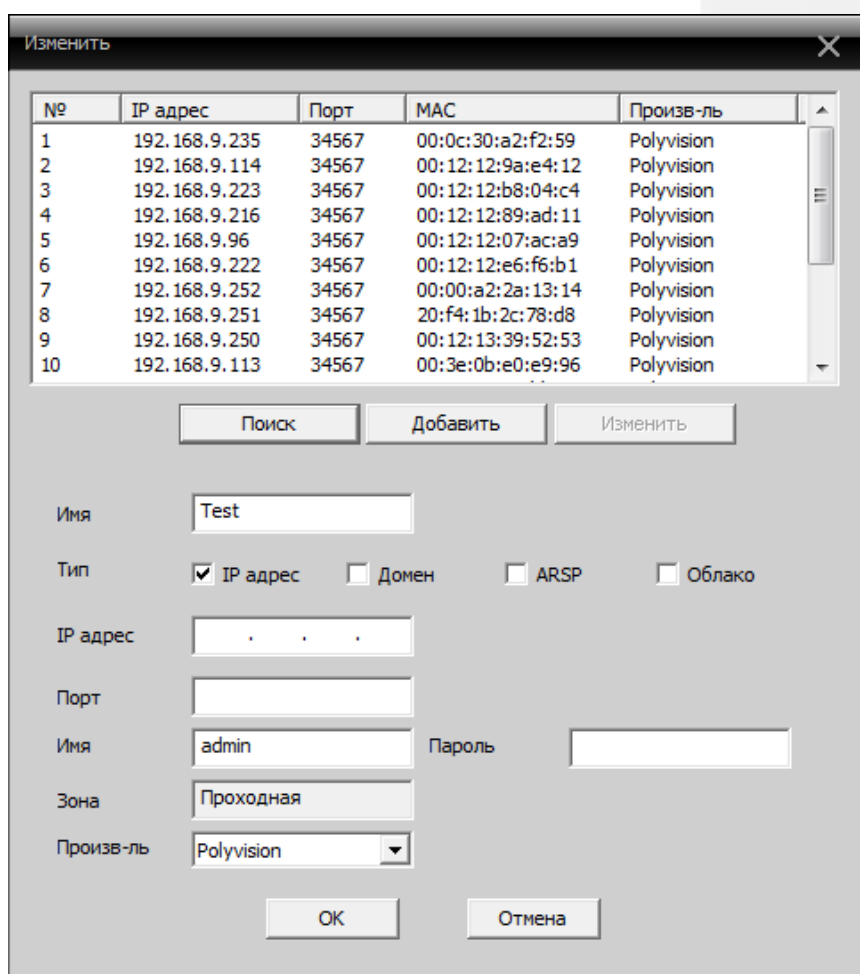 Изменить
№ IP адрес Порт MAC Произв-ль
1 192.168.9.235 34567 00:0c:30:a2:f2:59 Polyvision
2 192.168.9.114 34567 00:12:12:9a:e4:12 Polyvision
3 192.168.9.223 34567 00:12:12:b8:04:c4 Polyvision
4 192.168.9.216 34567 00:12:12:89:ad:11 Polyvision
5 192.168.9.96 34567 00:12:12:07:ac:a9 Polyvision
6 192.168.9.222 34567 00:12:12:e6:f6:b1 Polyvision
7 192.168.9.252 34567 00:00:a2:2a:13:14 Polyvision
8 192.168.9.251 34567 20:f4:1b:2c:78:d8 Polyvision
9 192.168.9.250 34567 00:12:13:39:52:53 Polyvision
10 192.168.9.113 34567 00:3e:0b:e0:e9:96 Polyvision
Поиск Добавить Изменить
Имя Test
Тип IP адрес Домен ARSP Облако
IP адрес . . .
Порт
Имя admin Пароль
Зона Проходная
Произв-ль Polyvision
OK Отмена